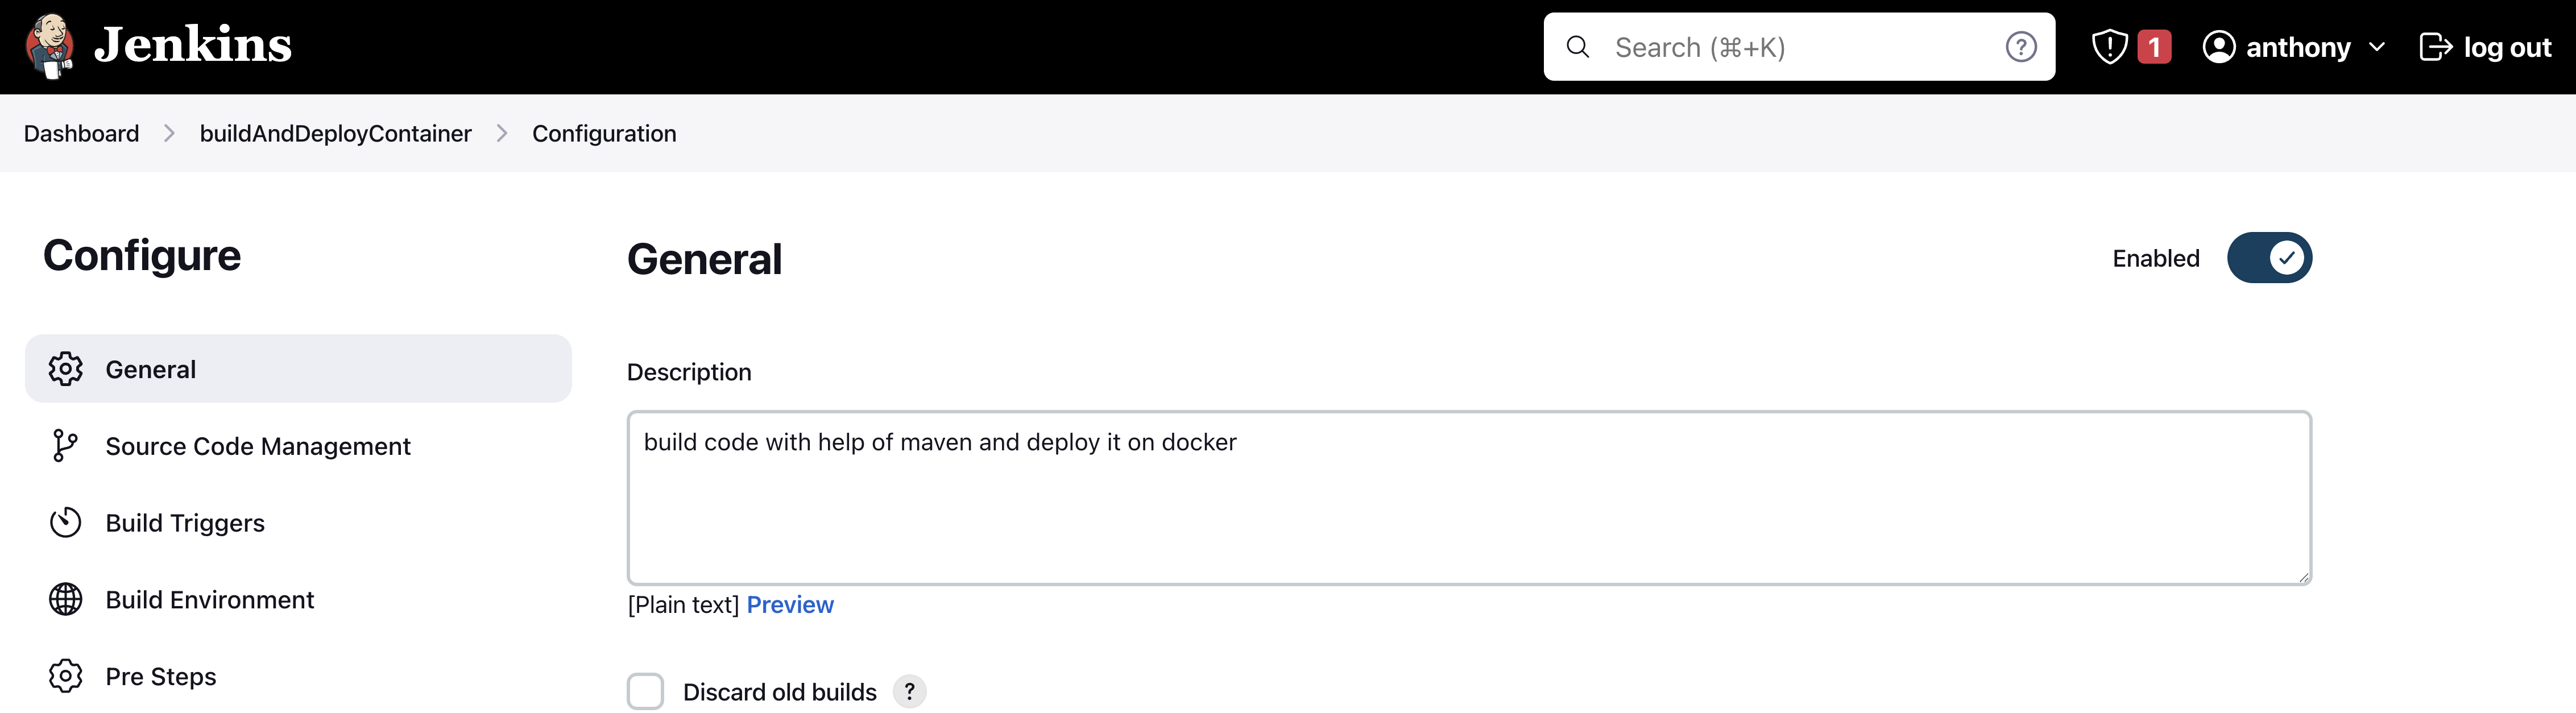 Jenkins
Search (⌘+K)
?
1
anthony
log out
Dashboard
buildAndDeployContainer
Configuration
Configure
General
Source Code Management
Build Triggers
Build Environment
Pre Steps
General
Enabled
Description
build code with help of maven and deploy it on docker
[Plain text] Preview
Discard old builds ?